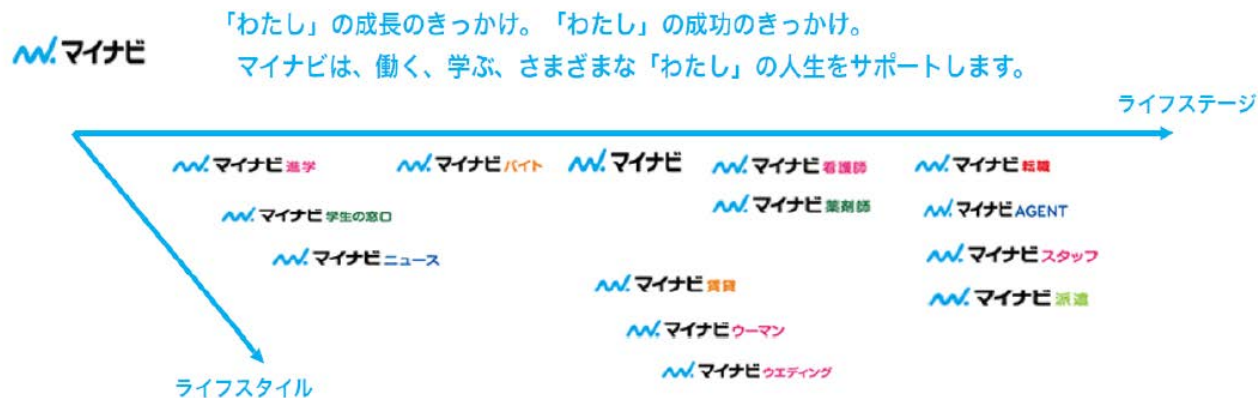 「わたし」の成長のきっかけ。「わたし」の成功のきっかけ。
マイナビ
マイナビは、働く、学ぶ、さまざまな「わたし」の人生をサポートします。
ライフステージ
マイナビ進学
マイナビバイト
マイナビ
マイナビ看護師
マイナビ転職
マイナビ学生の窓口
マイナビ薬剤師
マイナビAGENT
マイナビニュース
マイナビスタッフ
マイナビ賃貸
マイナビ派遣
マイナビウーマン
マイナビウエディング
ライフスタイル